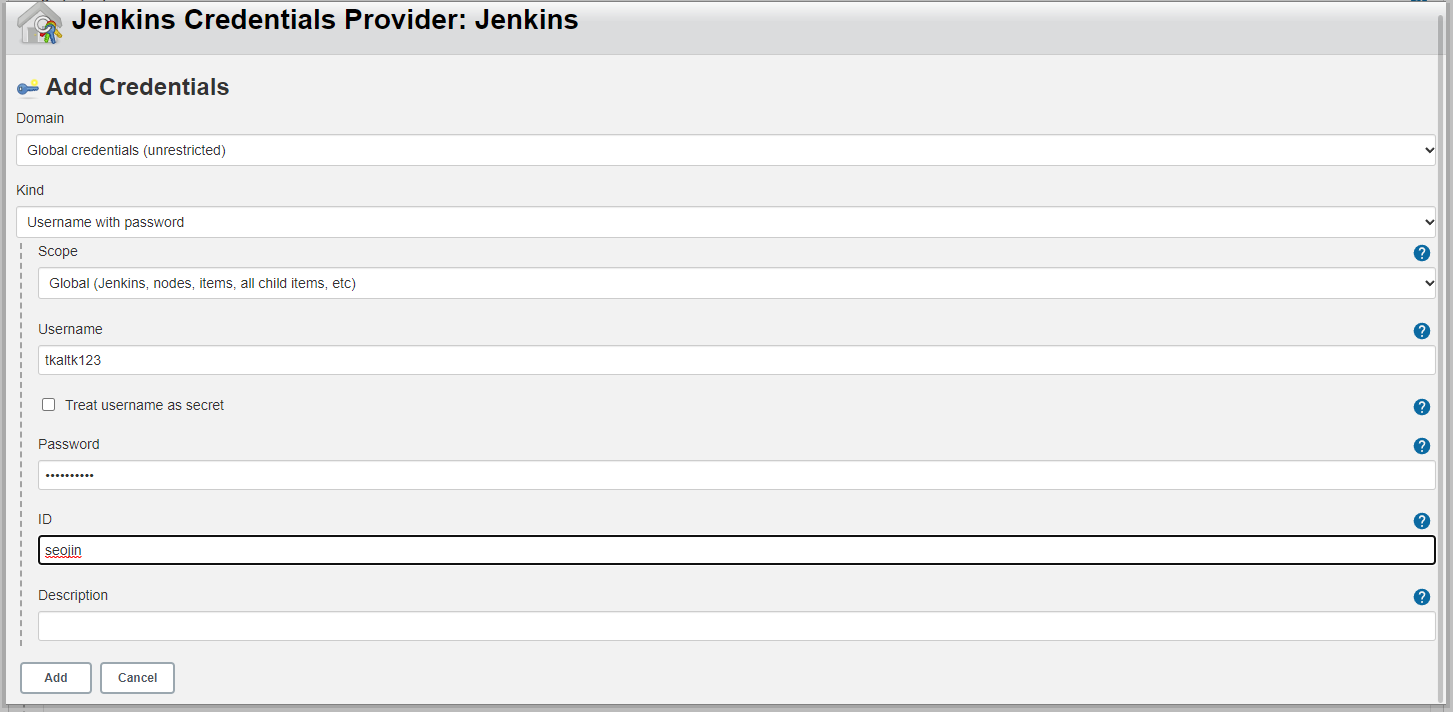 Jenkins Credentials Provider: Jenkins
Add Credentials
Domain
Global credentials (unrestricted)
Kind
Username with password
Scope
Global (Jenkins, nodes, items, all child items, etc)
Username
tkaltk123
Treat username as secret
Password
••••••••••
ID
seojin
Description
Add
Cancel